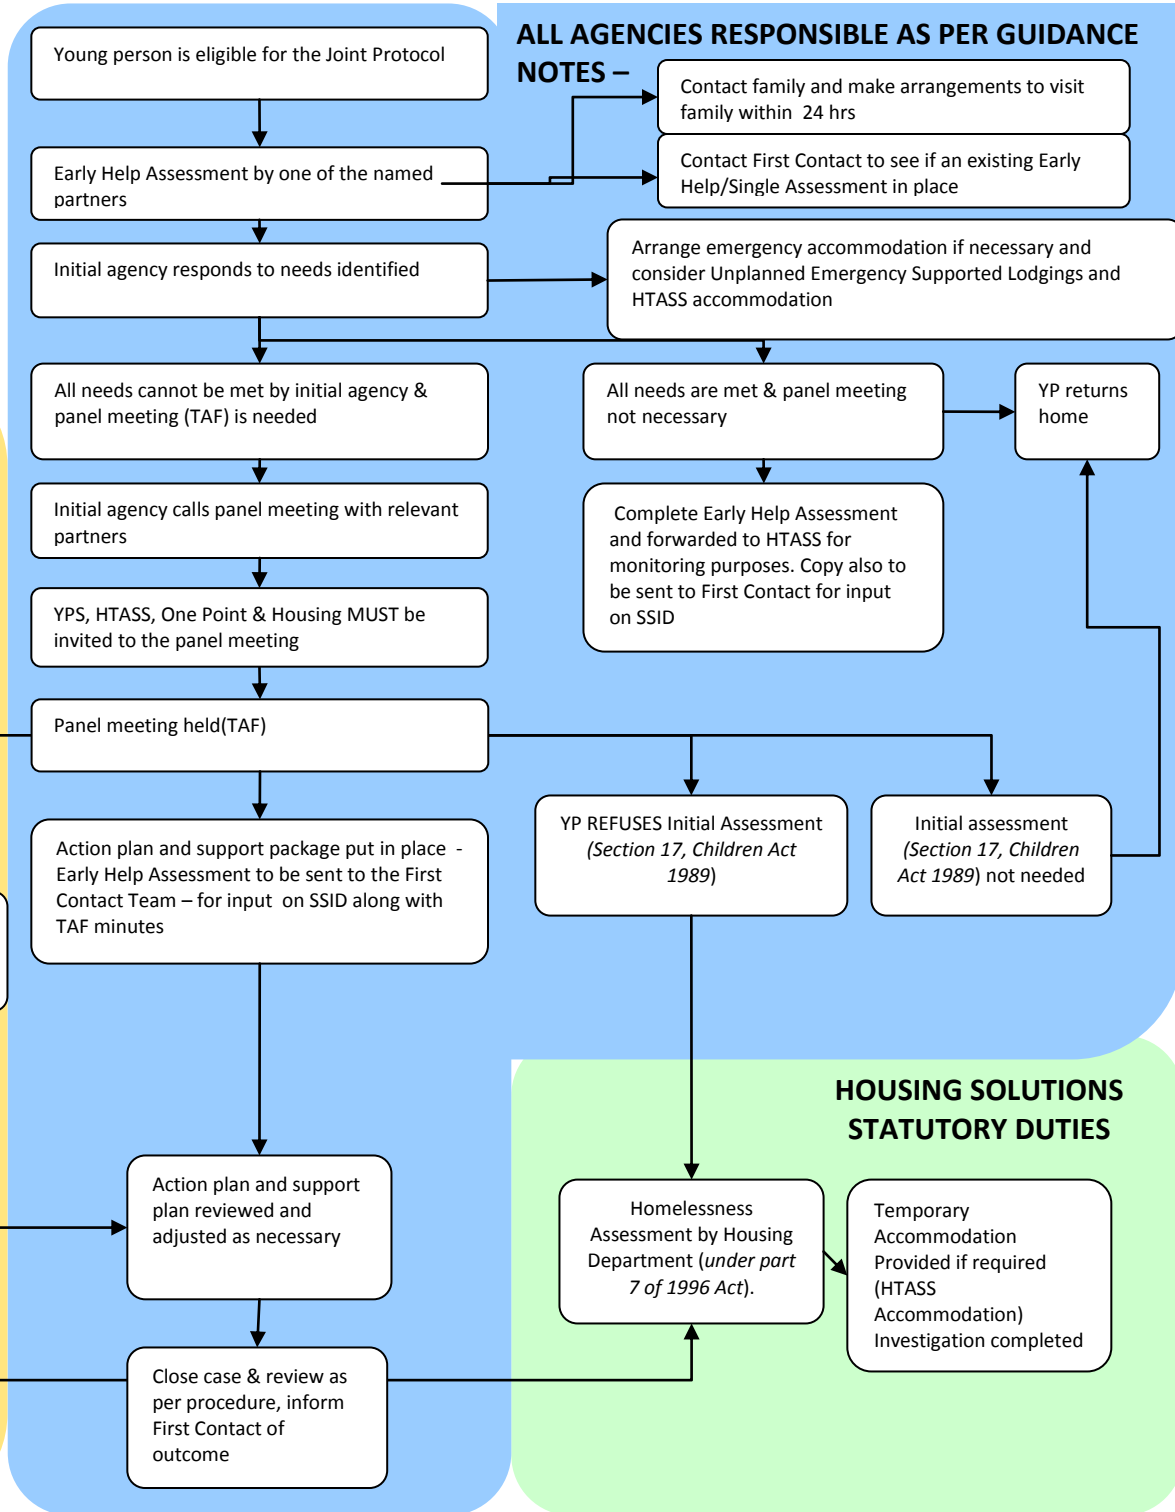 Young person is eligible for the Joint Protocol
ALL AGENCIES RESPONSIBLE AS PER GUIDANCE
NOTES –
Contact family and make arrangements to visit
family within 24 hrs
Early Help Assessment by one of the named
partners
Contact First Contact to see if an existing Early
Help/Single Assessment in place
Initial agency responds to needs identified
Arrange emergency accommodation if necessary and
consider Unplanned Emergency Supported Lodgings and
HTASS accommodation
All needs cannot be met by initial agency &
panel meeting (TAF) is needed
All needs are met & panel meeting
not necessary
YP returns
home
Initial agency calls panel meeting with relevant
partners
Complete Early Help Assessment
and forwarded to HTASS for
monitoring purposes. Copy also to
be sent to First Contact for input
on SSID
YPS, HTASS, One Point & Housing MUST be
invited to the panel meeting
Panel meeting held(TAF)
Action plan and support package put in place -
Early Help Assessment to be sent to the First
Contact Team – for input on SSID along with
TAF minutes
YP REFUSES Initial Assessment
(Section 17, Children Act
1989)
Initial assessment
(Section 17, Children
Act 1989) not needed
HOUSING SOLUTIONS
STATUTORY DUTIES
Action plan and support
plan reviewed and
adjusted as necessary
Homelessness
Assessment by Housing
Department (under part
7 of 1996 Act).
Temporary
Accommodation
Provided if required
(HTASS
Accommodation)
Investigation completed
Close case & review as
per procedure, inform
First Contact of
outcome